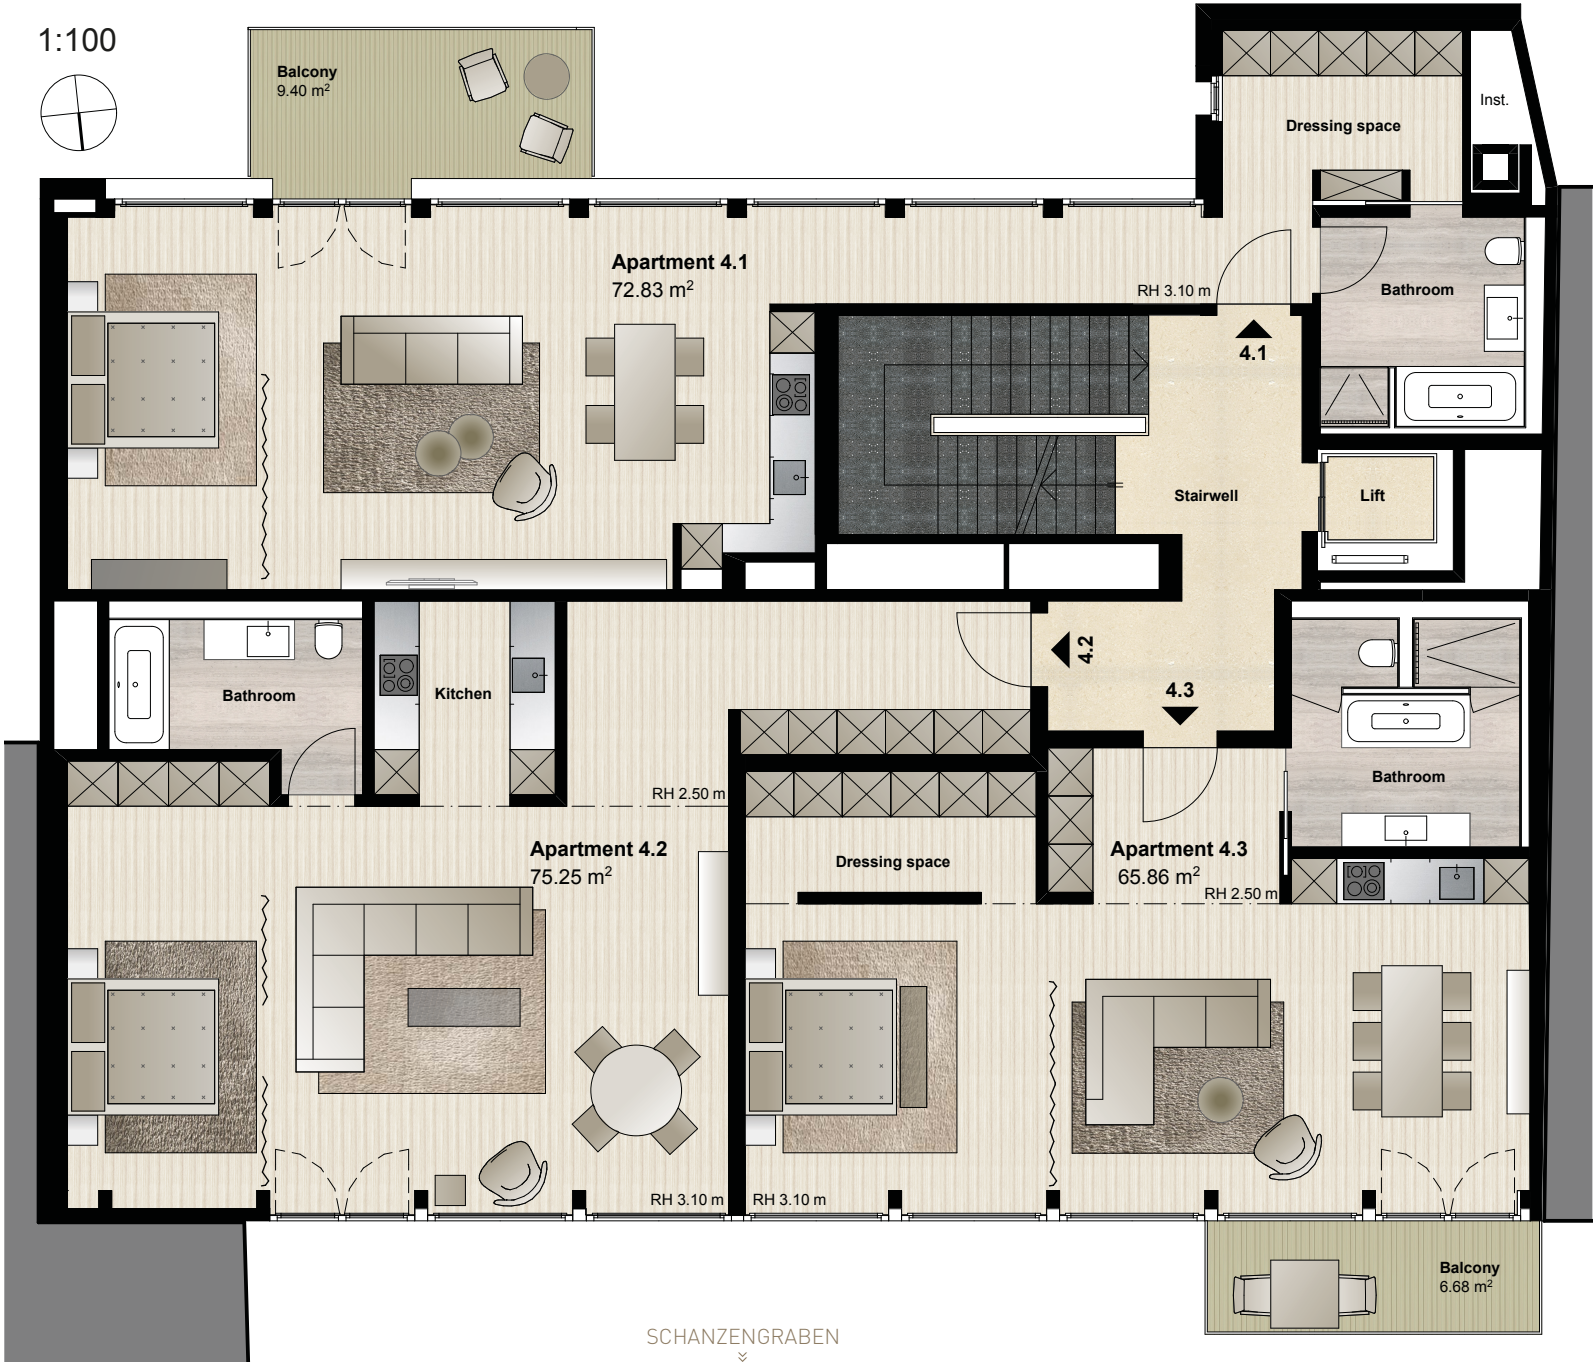 1:100
Balcony
9.40 m²
Inst.
Dressing space
Apartment 4.1
72.83 m²
RH 3.10 m
Bathroom
4.1
Stairwell
Lift
4.2
4.3
Bathroom
Kitchen
Bathroom
RH 2.50 m
Apartment 4.2
75.25 m²
Dressing space
Apartment 4.3
65.86 m²
RH 2.50 m
RH 3.10 m
RH 3.10 m
Balcony
6.68 m²
SCHANZENGRABEN